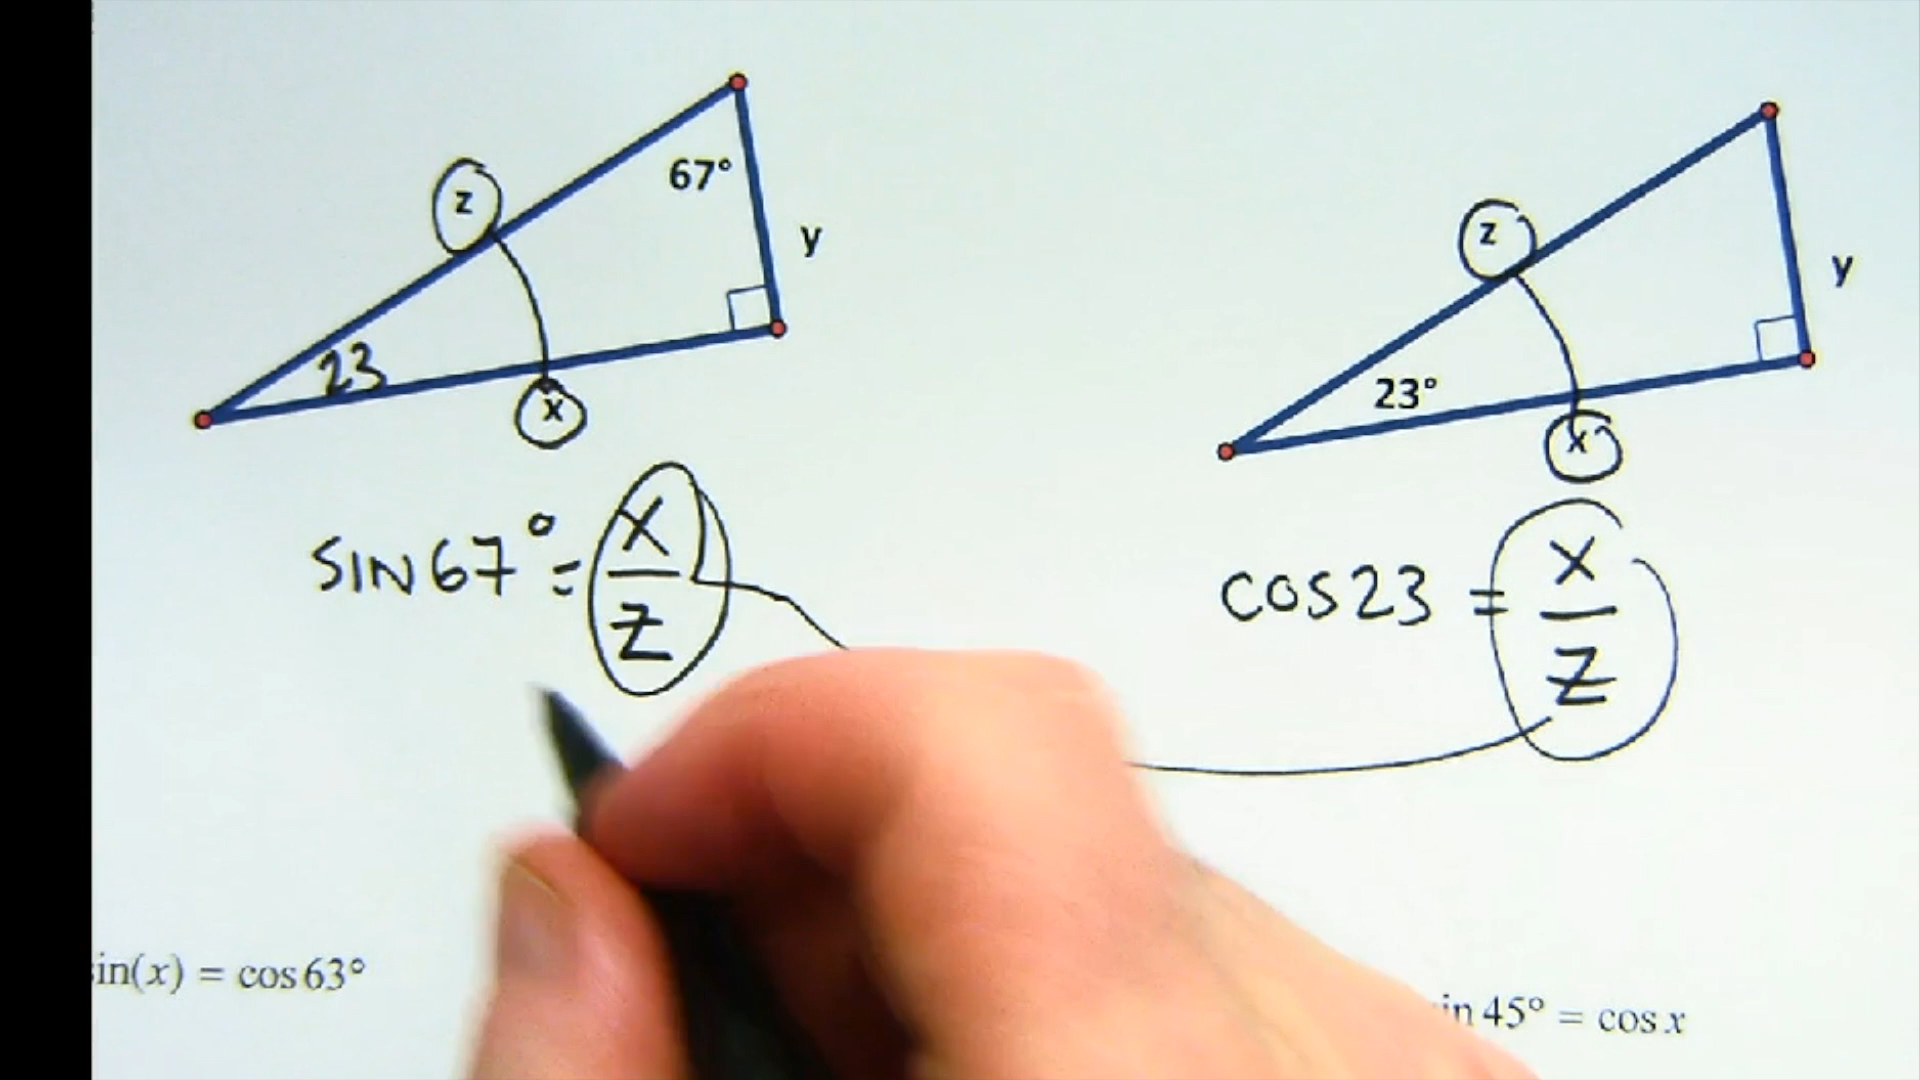 z
67°
y
23
x
SIN 67° = X/Z
z
y
23°
x
COS 23 = X/Z
in(x) = cos 63°
in 45° = cos x